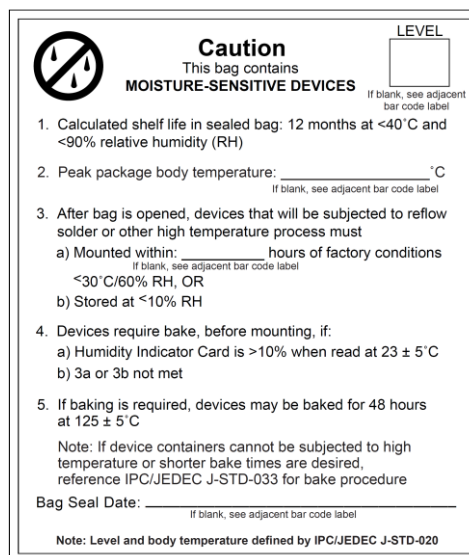 LEVEL
Caution
This bag contains
MOISTURE-SENSITIVE DEVICES
If blank, see adjacent
bar code label
1. Calculated shelf life in sealed bag: 12 months at <40˚C and
<90% relative humidity (RH)
2. Peak package body temperature: ____________________˚C
If blank, see adjacent bar code label
3. After bag is opened, devices that will be subjected to reflow
solder or other high temperature process must
a) Mounted within: ___________ hours of factory conditions
If blank, see adjacent bar code label
<30˚C/60% RH, OR
b) Stored at <10% RH
4. Devices require bake, before mounting, if:
a) Humidity Indicator Card is >10% when read at 23 ± 5˚C
b) 3a or 3b not met
5. If baking is required, devices may be baked for 48 hours
at 125 ± 5˚C
Note: If device containers cannot be subjected to high
temperature or shorter bake times are desired,
reference IPC/JEDEC J-STD-033 for bake procedure
Bag Seal Date: ________________________________
If blank, see adjacent bar code label
Note: Level and body temperature defined by IPC/JEDEC J-STD-020